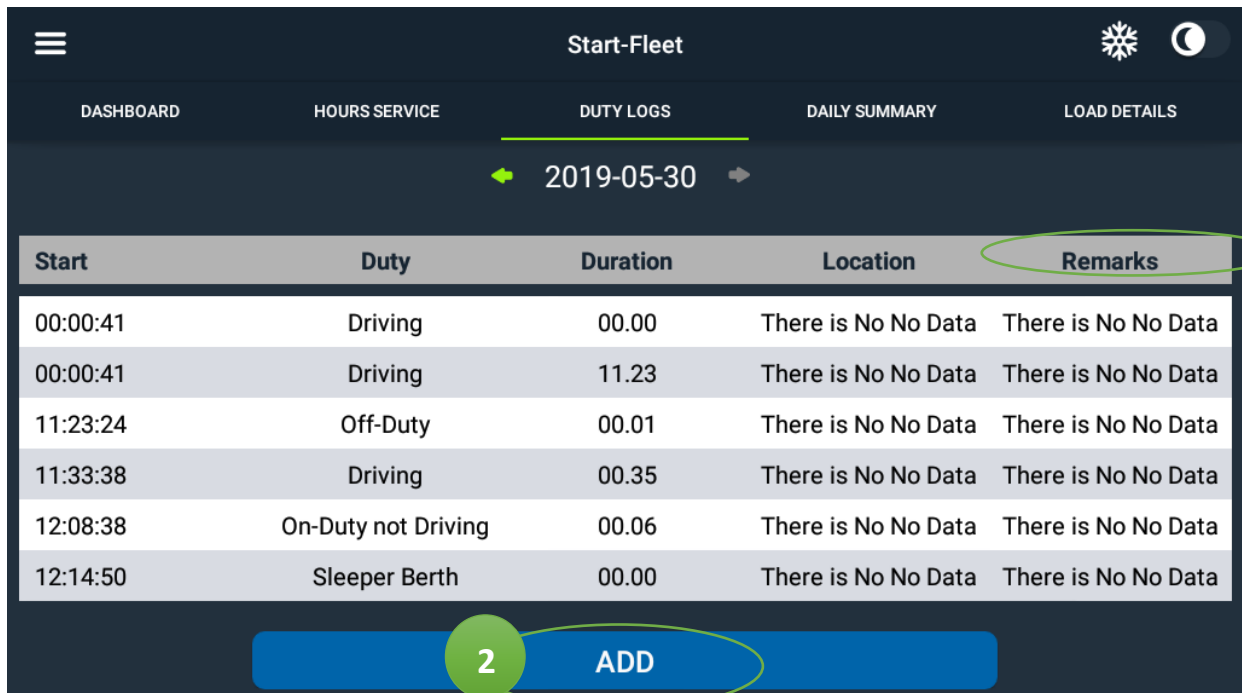 Start-Fleet
DASHBOARD HOURS SERVICE DUTY LOGS DAILY SUMMARY LOAD DETAILS
2019-05-30
Start Duty Duration Location Remarks
00:00:41 Driving 00.00 There is No No Data There is No No Data
00:00:41 Driving 11.23 There is No No Data There is No No Data
11:23:24 Off-Duty 00.01 There is No No Data There is No No Data
11:33:38 Driving 00.35 There is No No Data There is No No Data
12:08:38 On-Duty not Driving 00.06 There is No No Data There is No No Data
12:14:50 Sleeper Berth 00.00 There is No No Data There is No No Data
2 ADD